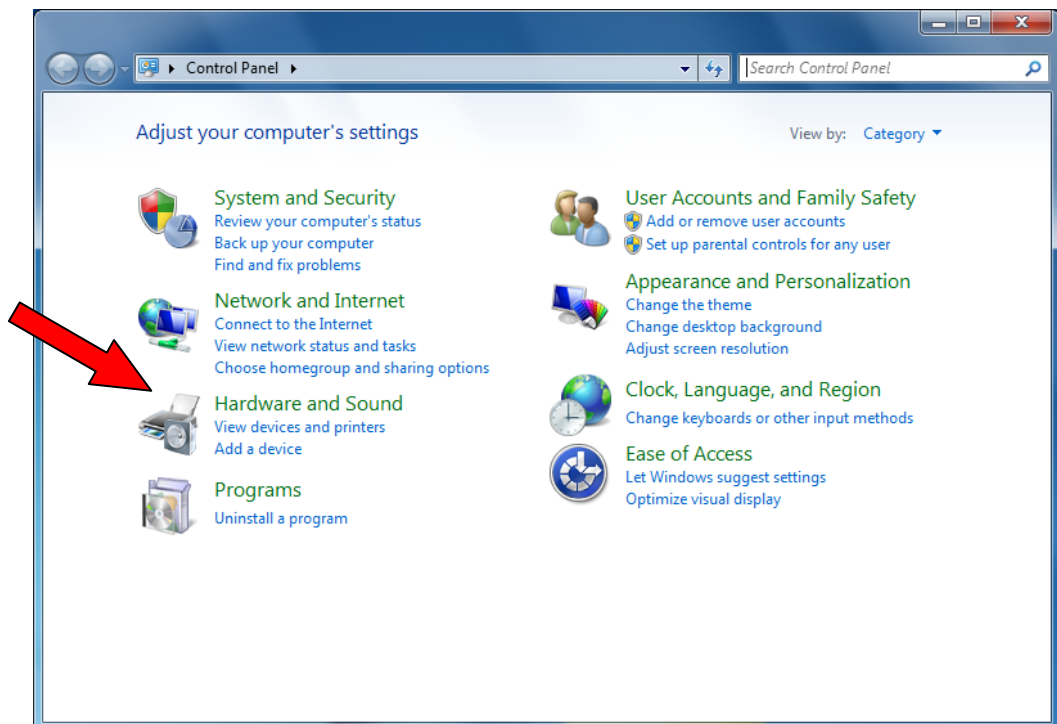 Control Panel
Search Control Panel
Adjust your computer's settings
View by: Category
System and Security
Review your computer's status
Back up your computer
Find and fix problems
Network and Internet
Connect to the Internet
View network status and tasks
Choose homegroup and sharing options
Hardware and Sound
View devices and printers
Add a device
Programs
Uninstall a program
User Accounts and Family Safety
Add or remove user accounts
Set up parental controls for any user
Appearance and Personalization
Change the theme
Change desktop background
Adjust screen resolution
Clock, Language, and Region
Change keyboards or other input methods
Ease of Access
Let Windows suggest settings
Optimize visual display